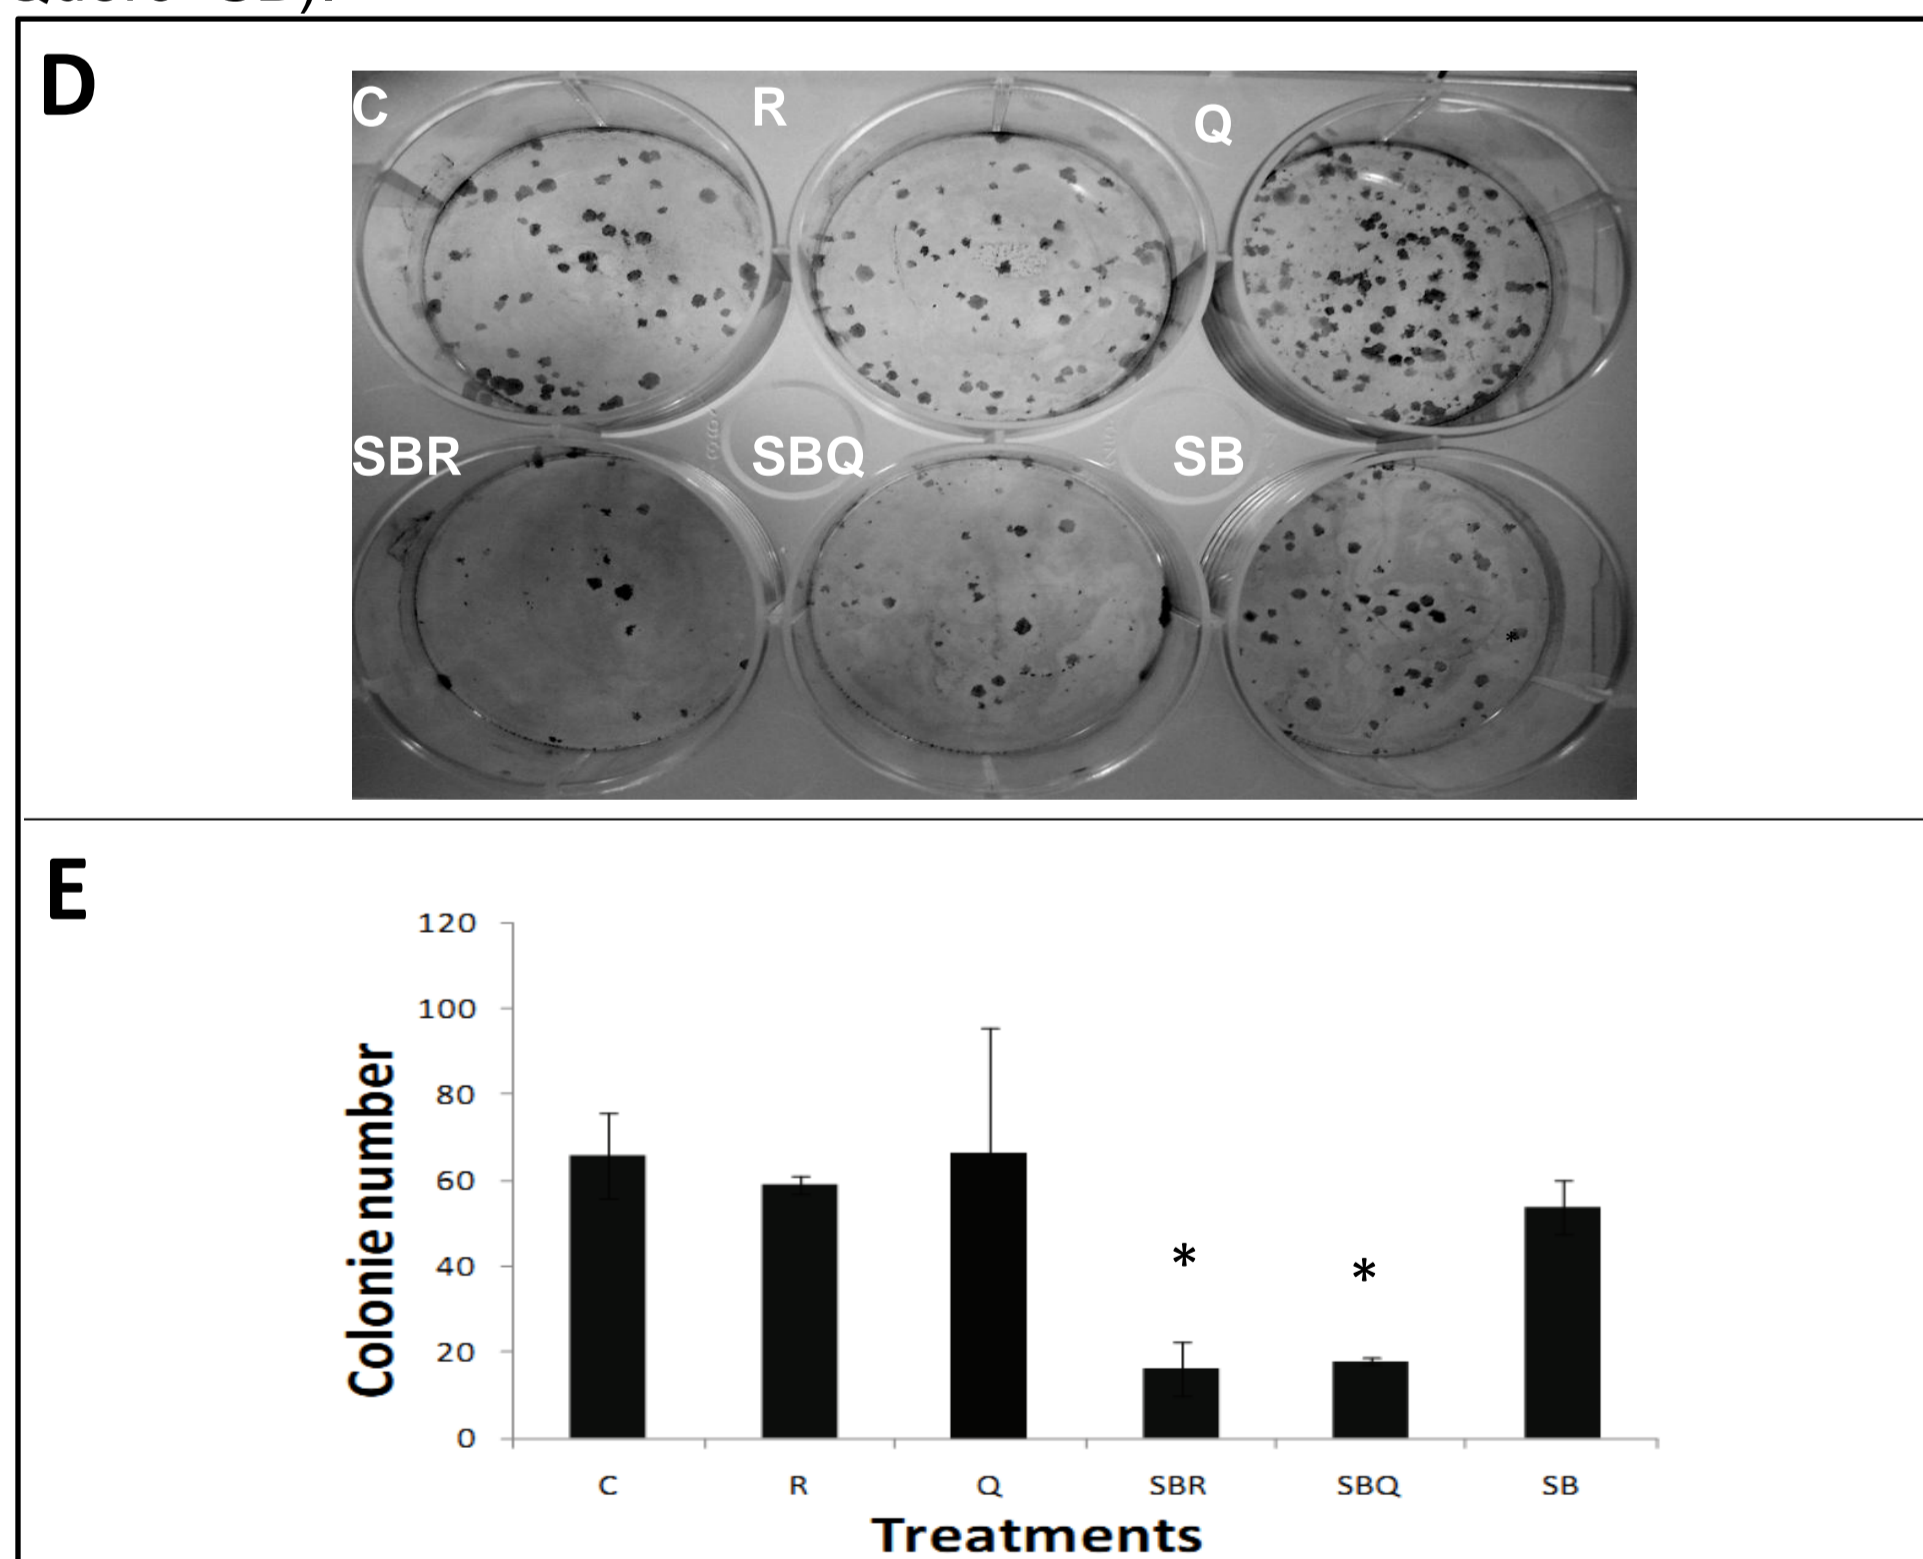 D
C R Q
SBR SBQ SB
*
E
120
100
80
60
40
20
0
Colonie number
* *
C R Q SBR SBQ SB
Treatments